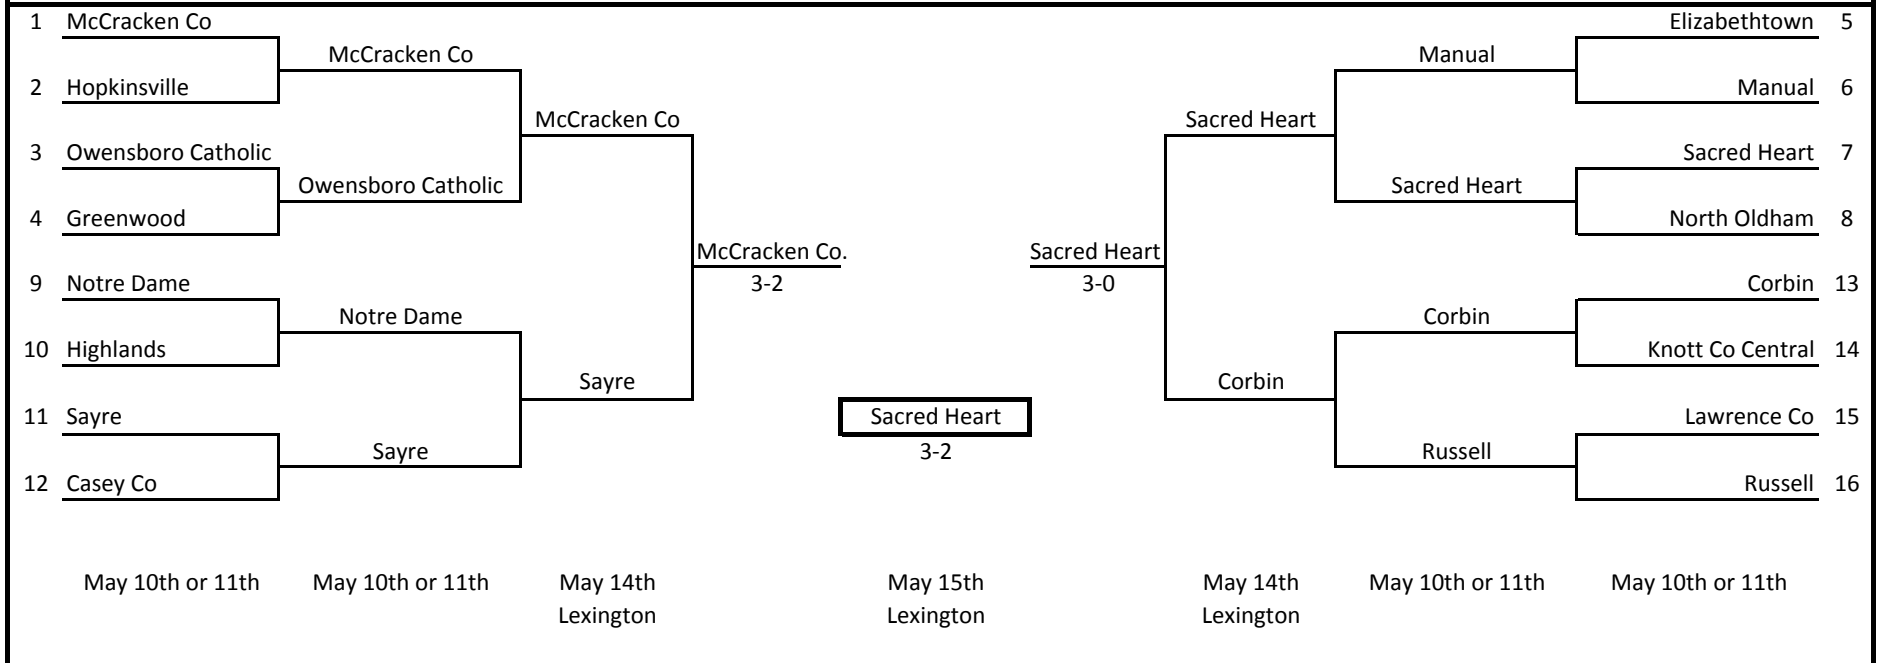 1 McCracken Co Elizabethtown 5
McCracken Co Manual
2 Hopkinsville Manual 6
McCracken Co Sacred Heart
3 Owensboro Catholic Sacred Heart 7
Owensboro Catholic Sacred Heart
4 Greenwood North Oldham 8
McCracken Co. Sacred Heart
9 Notre Dame 3-2 3-0 Corbin 13
Notre Dame Corbin
10 Highlands Knott Co Central 14
Sayre Corbin
11 Sayre Sacred Heart Lawrence Co 15
Sayre 3-2 Russell
12 Casey Co Russell 16
May 10th or 11th May 10th or 11th May 14th May 15th May 14th May 10th or 11th May 10th or 11th
Lexington Lexington Lexington